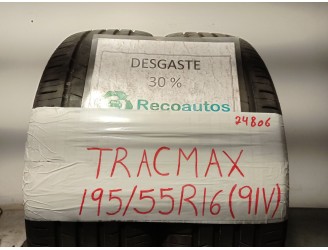 DESGASTE
30 %
Recoautos
24806
TRACMAX
195/55R16(91V)